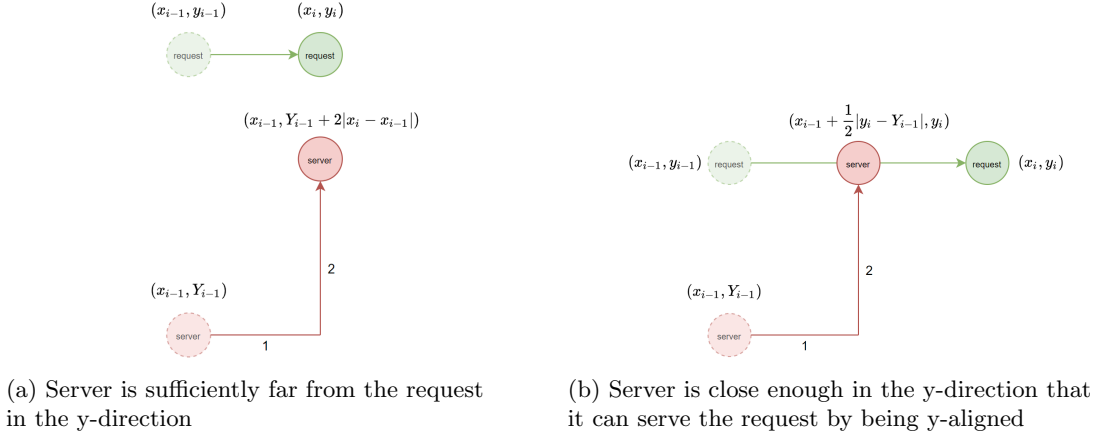 (x_{i-1}, y_{i-1})
(x_i, y_i)
request
request
(x_{i-1}, Y_{i-1} + 2|x_i - x_{i-1}|)
server
2
(x_{i-1}, Y_{i-1})
server
1
(a) Server is sufficiently far from the request
in the y-direction
(x_{i-1} + \frac{1}{2}|y_i - Y_{i-1}|, y_i)
(x_{i-1}, y_{i-1})
request
server
request
(x_i, y_i)
2
(x_{i-1}, Y_{i-1})
server
1
(b) Server is close enough in the y-direction that
it can serve the request by being y-aligned